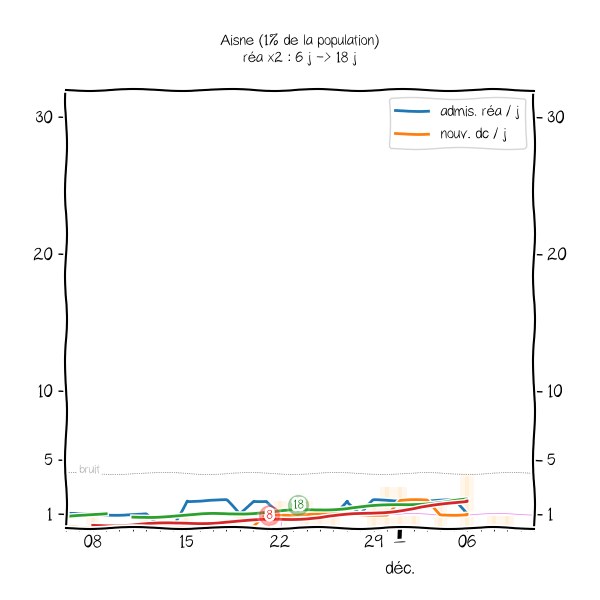 Aisne (1% de la population)
réa x2 : 6 j -> 18 j
admis. réa / j
nouv. dc / j
30 30
20 20
10 10
5 5
bruit
18
8
1 1
08 15 22 29 06
déc.